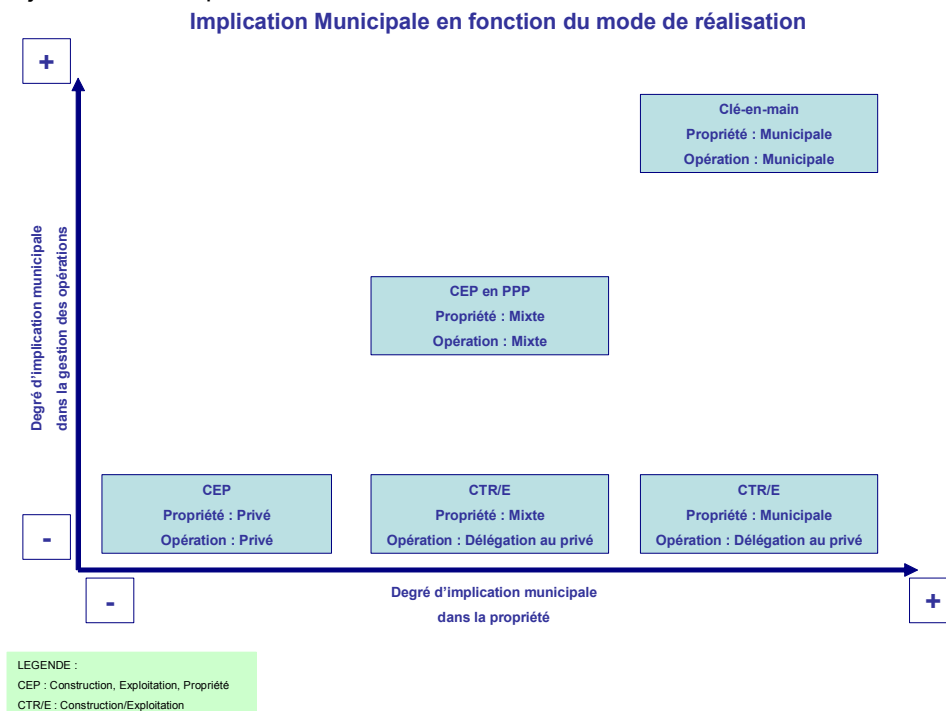 Implication Municipale en fonction du mode de réalisation
+
Clé-en-main
Propriété : Municipale
Opération : Municipale
Degré d'implication municipale
dans la gestion des opérations
CEP en PPP
Propriété : Mixte
Opération : Mixte
CEP
Propriété : Privé
Opération : Privé
CTR/E
Propriété : Mixte
Opération : Délégation au privé
CTR/E
Propriété : Municipale
Opération : Délégation au privé
-
-
Degré d'implication municipale
dans la propriété
+
LEGENDE :
CEP : Construction, Exploitation, Propriété
CTR/E : Construction/Exploitation